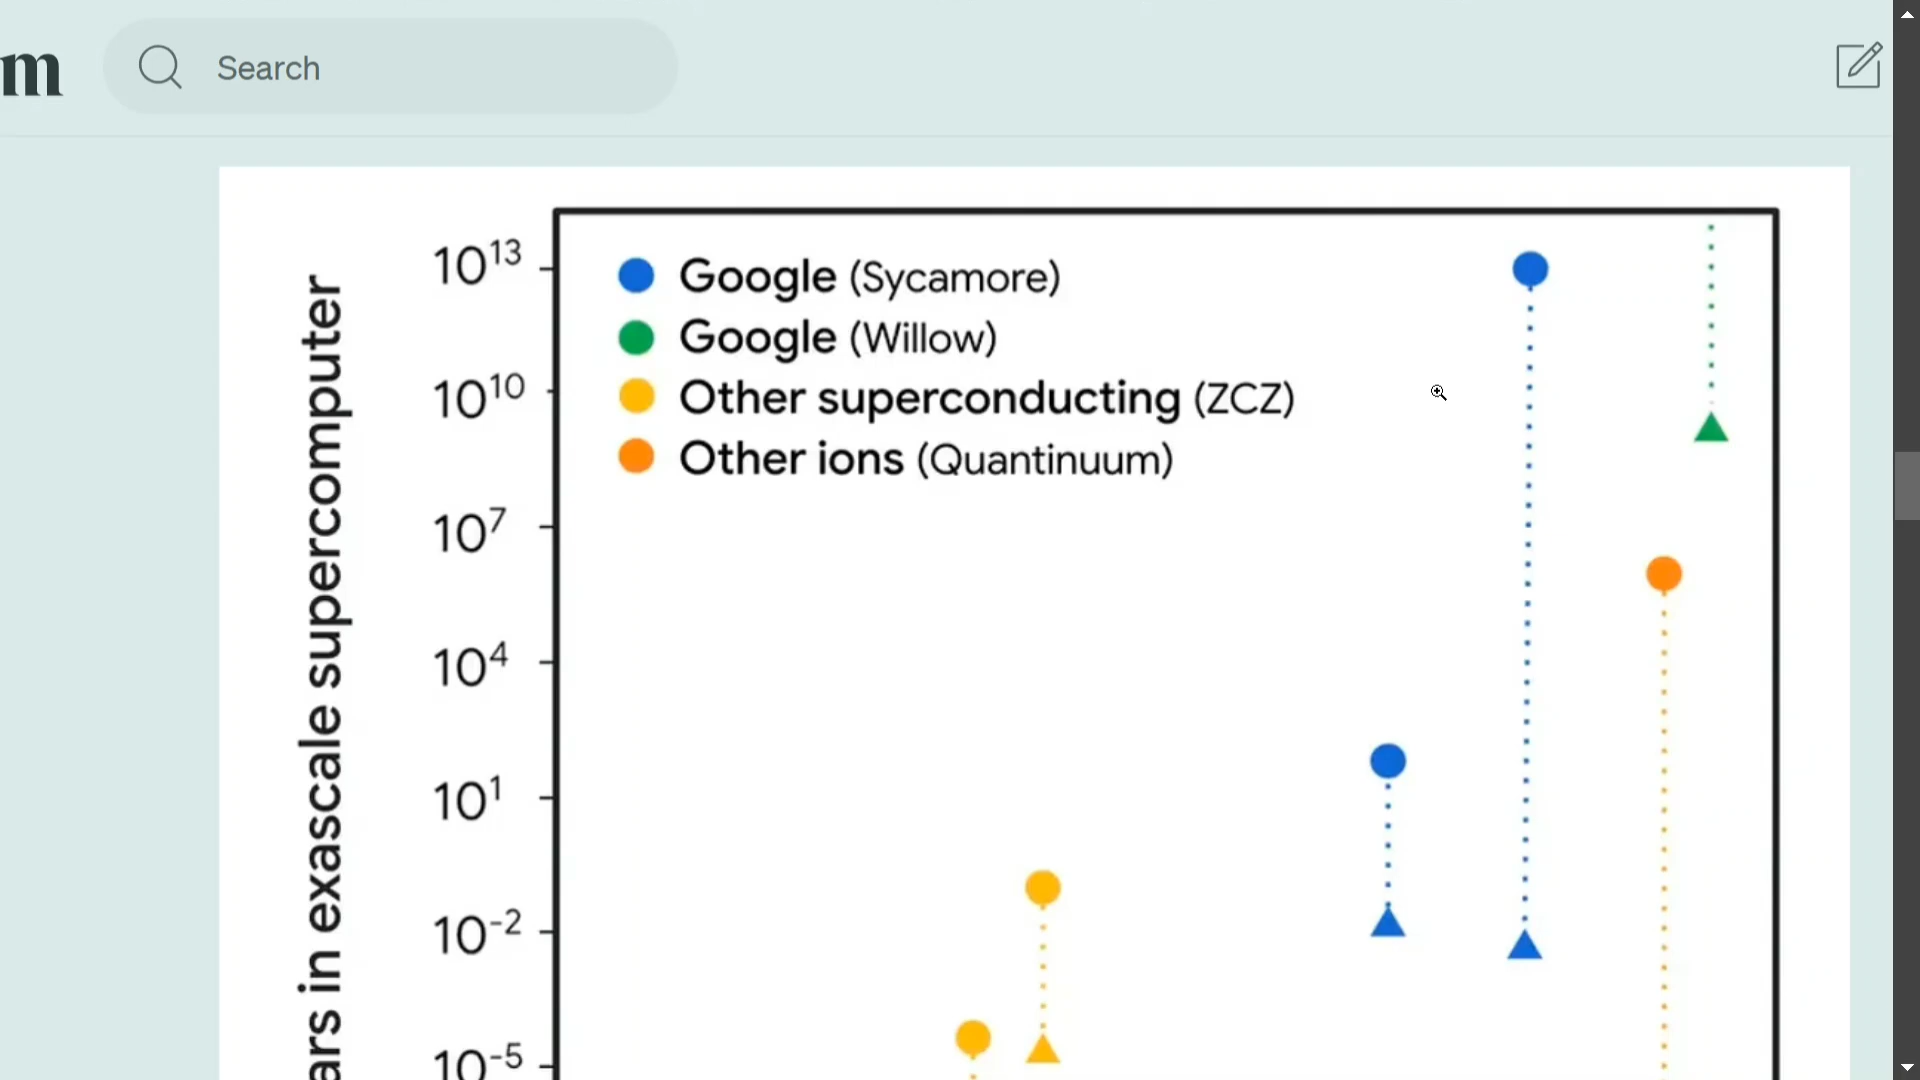 m
Search
10^13
Google (Sycamore)
Google (Willow)
10^10
Other superconducting (ZCZ)
Other ions (Quantinuum)
10^7
10^4
10^1
10^-2
10^-5
ars in exascale supercomputer